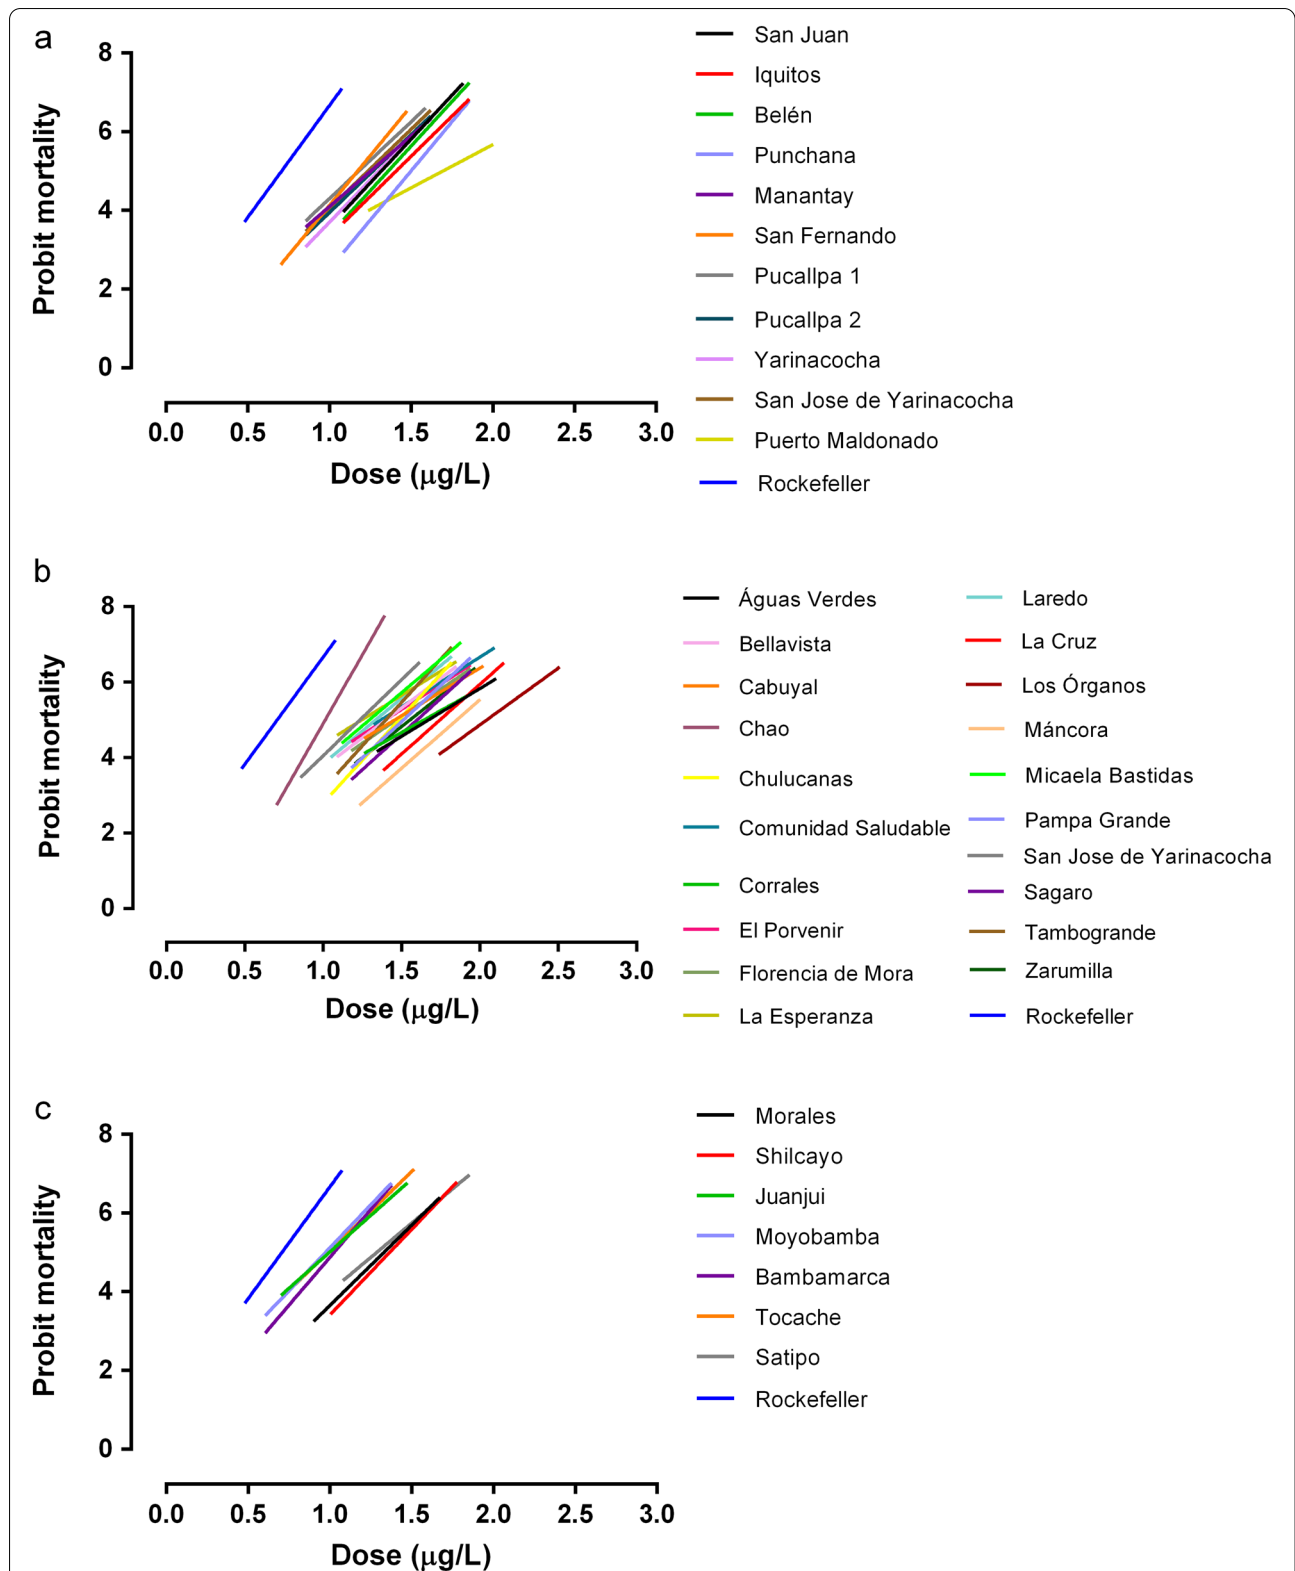 a
8
6
4
2
0
Probit mortality
0.0 0.5 1.0 1.5 2.0 2.5 3.0
Dose (μg/L)
San Juan
Iquitos
Belén
Punchana
Manantay
San Fernando
Pucallpa 1
Pucallpa 2
Yarinacocha
San Jose de Yarinacocha
Puerto Maldonado
Rockefeller
b
8
6
4
2
0
Probit mortality
0.0 0.5 1.0 1.5 2.0 2.5 3.0
Dose (μg/L)
Águas Verdes
Bellavista
Cabuyal
Chao
Chulucanas
Comunidad Saludable
Corrales
El Porvenir
Florencia de Mora
La Esperanza
Laredo
La Cruz
Los Órganos
Máncora
Micaela Bastidas
Pampa Grande
San Jose de Yarinacocha
Sagaro
Tambogrande
Zarumilla
Rockefeller
c
8
6
4
2
0
Probit mortality
0.0 0.5 1.0 1.5 2.0 2.5 3.0
Dose (μg/L)
Morales
Shilcayo
Juanjui
Moyobamba
Bambamarca
Tocache
Satipo
Rockefeller